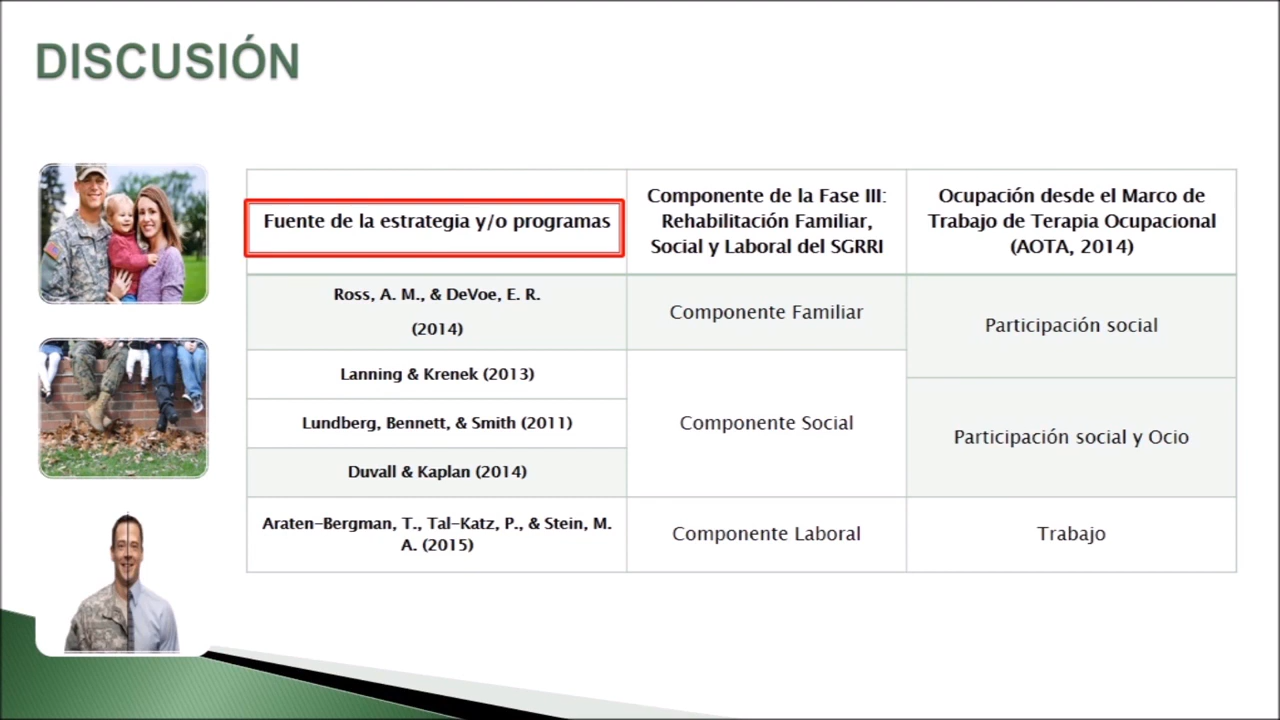 DISCUSIÓN
Fuente de la estrategia y/o programas
Componente de la Fase III:
Rehabilitación Familiar,
Social y Laboral del SGRRI
Ocupación desde el Marco de
Trabajo de Terapia Ocupacional
(AOTA, 2014)
Ross, A. M., & DeVoe, E. R.
(2014)
Componente Familiar
Participación social
Lanning & Krenek (2013)
Lundberg, Bennett, & Smith (2011)
Duvall & Kaplan (2014)
Componente Social
Participación social y Ocio
Araten-Bergman, T., Tal-Katz, P., & Stein, M.
A. (2015)
Componente Laboral
Trabajo